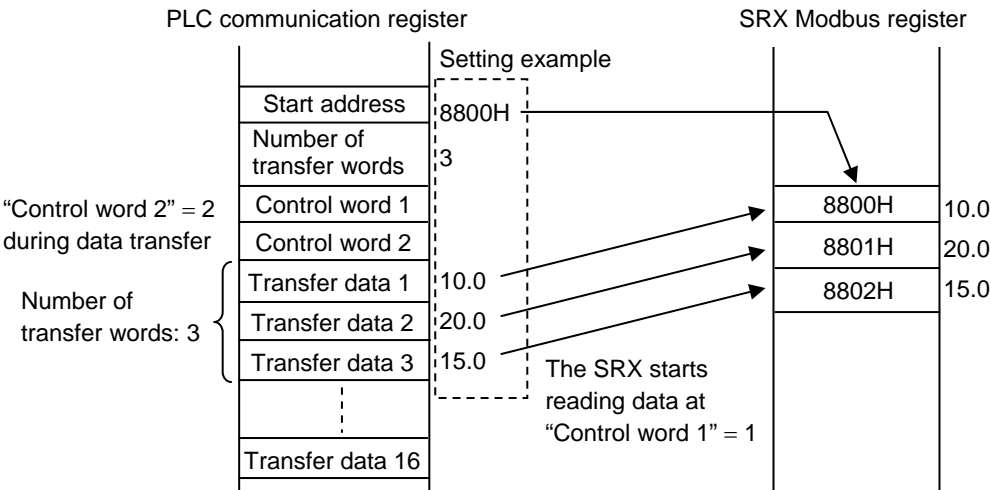 PLC communication register
SRX Modbus register
Setting example
Start address
8800H
Number of
transfer words
3
“Control word 2” = 2
during data transfer
Control word 1
Control word 2
Number of
transfer words: 3
Transfer data 1
10.0
Transfer data 2
20.0
Transfer data 3
15.0
Transfer data 16
The SRX starts
reading data at
“Control word 1” = 1
8800H
10.0
8801H
20.0
8802H
15.0